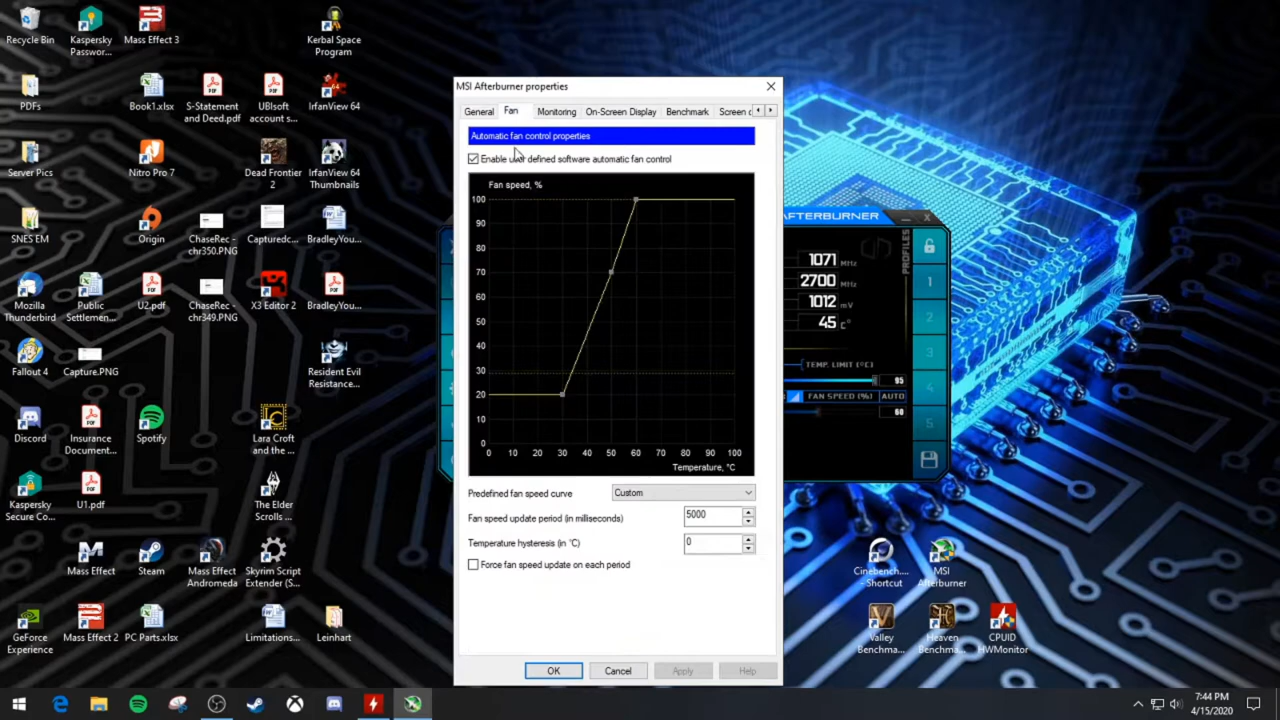 Recycle Bin
Kaspersky
Passwor...
Mass Effect 3
Kerbal Space
Program
PDFs
Book1.xlsx
S-Statement
and Deed.pdf
UBIsoft
account s...
IrfanView 64
Server Pics
Nitro Pro 7
Dead Frontier
2
IrfanView 64
Thumbnails
SNES EM
Origin
ChaseRec -
chr350.PNG
Capturedc...
BradleyYou...
Mozilla
Thunderbird
Public
Settlemen...
U2.pdf
ChaseRec -
chr349.PNG
X3 Editor 2
BradleyYou...
Fallout 4
Capture.PNG
Resident Evil
Resistance...
Discord
Insurance
Document...
Spotify
Lara Croft
and the ...
Kaspersky
Secure Co...
U1.pdf
The Elder
Scrolls ...
Mass Effect
Steam
Mass Effect
Andromeda
Skyrim Script
Extender (S...
GeForce
Experience
Mass Effect 2
PC Parts.xlsx
Limitations...
Leinhart
MSI Afterburner properties
General
Fan
Monitoring
On-Screen Display
Benchmark
Screen c
Automatic fan control properties
Enable user defined software automatic fan control
Fan speed, %
100
90
80
70
60
50
40
30
20
10
0
0 10 20 30 40 50 60 70 80 90 100
Temperature, °C
Predefined fan speed curve
Custom
Fan speed update period (in milliseconds)
5000
Temperature hysteresis (in °C)
0
Force fan speed update on each period
OK
Cancel
Apply
Help
AFTERBURNER
1071 MHz
2700 MHz
1012 mV
45 C°
PROFILES
1
2
3
4
5
TEMP. LIMIT (°C)
95
FAN SPEED (%) AUTO
60
Cinebench....
- Shortcut
MSI
Afterburner
Valley
Benchma...
Heaven
Benchma...
CPUID
HWMonitor
7:44 PM
4/15/2020